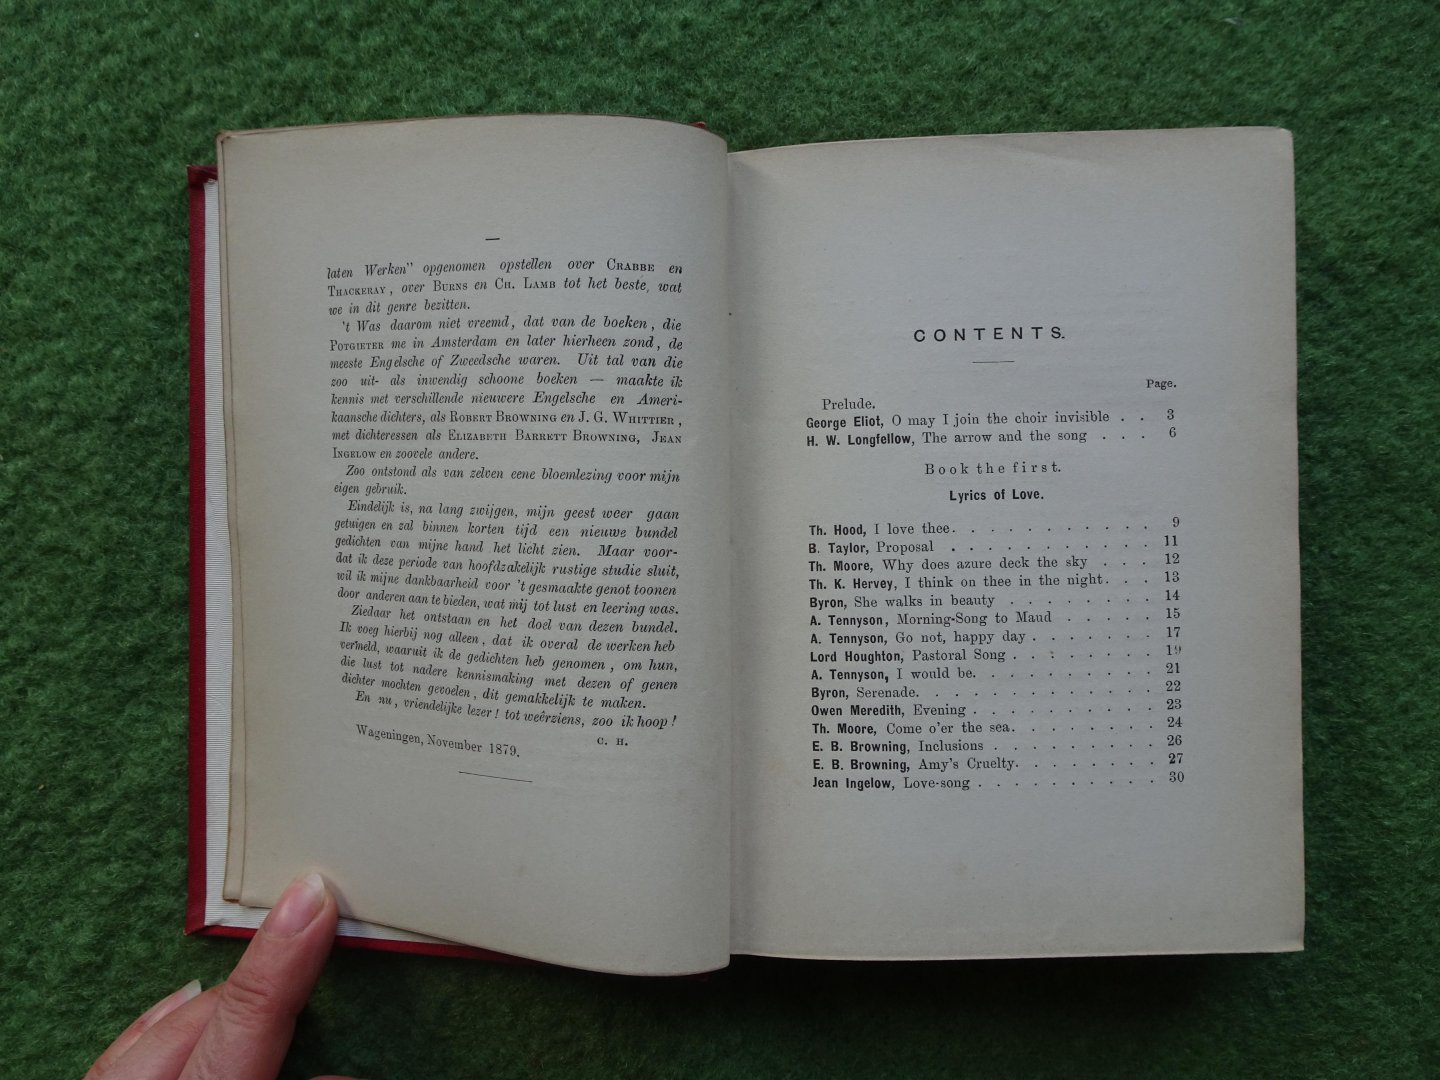 laten Werken" opgenomen opstellen over CRABBE en
THACKERAY, over BURNS en CH. LAMB tot het beste, wat
we in dit genre bezitten.
't Was daarom niet vreemd, dat van de boeken, die
POTGIETER me in Amsterdam en later hierheen zond, de
meeste Engelsche of Zweedsche waren. Uit tal van die
zoo uit- als inwendig schoone boeken — maakte ik
kennis met verschillende nieuwere Engelsche en Ameri-
kaansche dichters, als ROBERT BROWNING en J. G. WHITTIER,
met dichteressen als ELIZABETH BARRETT BROWNING, JEAN
INGELOW en zoovele andere.
Zoo ontstond als van zelven eene bloemlezing voor mijn
eigen gebruik.
Eindelijk is, na lang zwijgen, mijn geest weer gaan
getuigen en zal binnen korten tijd een nieuwe bundel
gedichten van mijne hand het licht zien. Maar voor-
dat ik deze periode van hoofdzakelijk rustige studie sluit,
wil ik mijne dankbaarheid voor 't gesmaakte genot toonen
door anderen aan te bieden, wat mij tot lust en leering was.
Ziedaar het ontstaan en het doel van dezen bundel.
Ik voeg hierbij nog alleen, dat ik overal de werken heb
vermeld, waaruit ik de gedichten heb genomen, om hun,
die lust tot nadere kennismaking met dezen of genen
dichter mochten gevoelen, dit gemakkelijk te maken.
En nu, vriendelijke lezer! tot weêrziens, zoo ik hoop!
C. H.
Wageningen, November 1879.
CONTENTS.
Page.
Prelude.
George Eliot, O may I join the choir invisible . . 3
H. W. Longfellow, The arrow and the song . . . 6
Book the first.
Lyrics of Love.
Th. Hood, I love thee. . . . . . . . . . . . 9
B. Taylor, Proposal . . . . . . . . . . . 11
Th. Moore, Why does azure deck the sky . . . 12
Th. K. Hervey, I think on thee in the night. . . 13
Byron, She walks in beauty . . . . . . . . 14
A. Tennyson, Morning-Song to Maud . . . . . 15
A. Tennyson, Go not, happy day . . . . . . . 17
Lord Houghton, Pastoral Song . . . . . . . . 19
A. Tennyson, I would be. . . . . . . . . . 21
Byron, Serenade. . . . . . . . . . . . . 22
Owen Meredith, Evening . . . . . . . . . . 23
Th. Moore, Come o'er the sea. . . . . . . . 24
E. B. Browning, Inclusions . . . . . . . . . 26
E. B. Browning, Amy's Cruelty. . . . . . . . 27
Jean Ingelow, Love-song . . . . . . . . . . 30